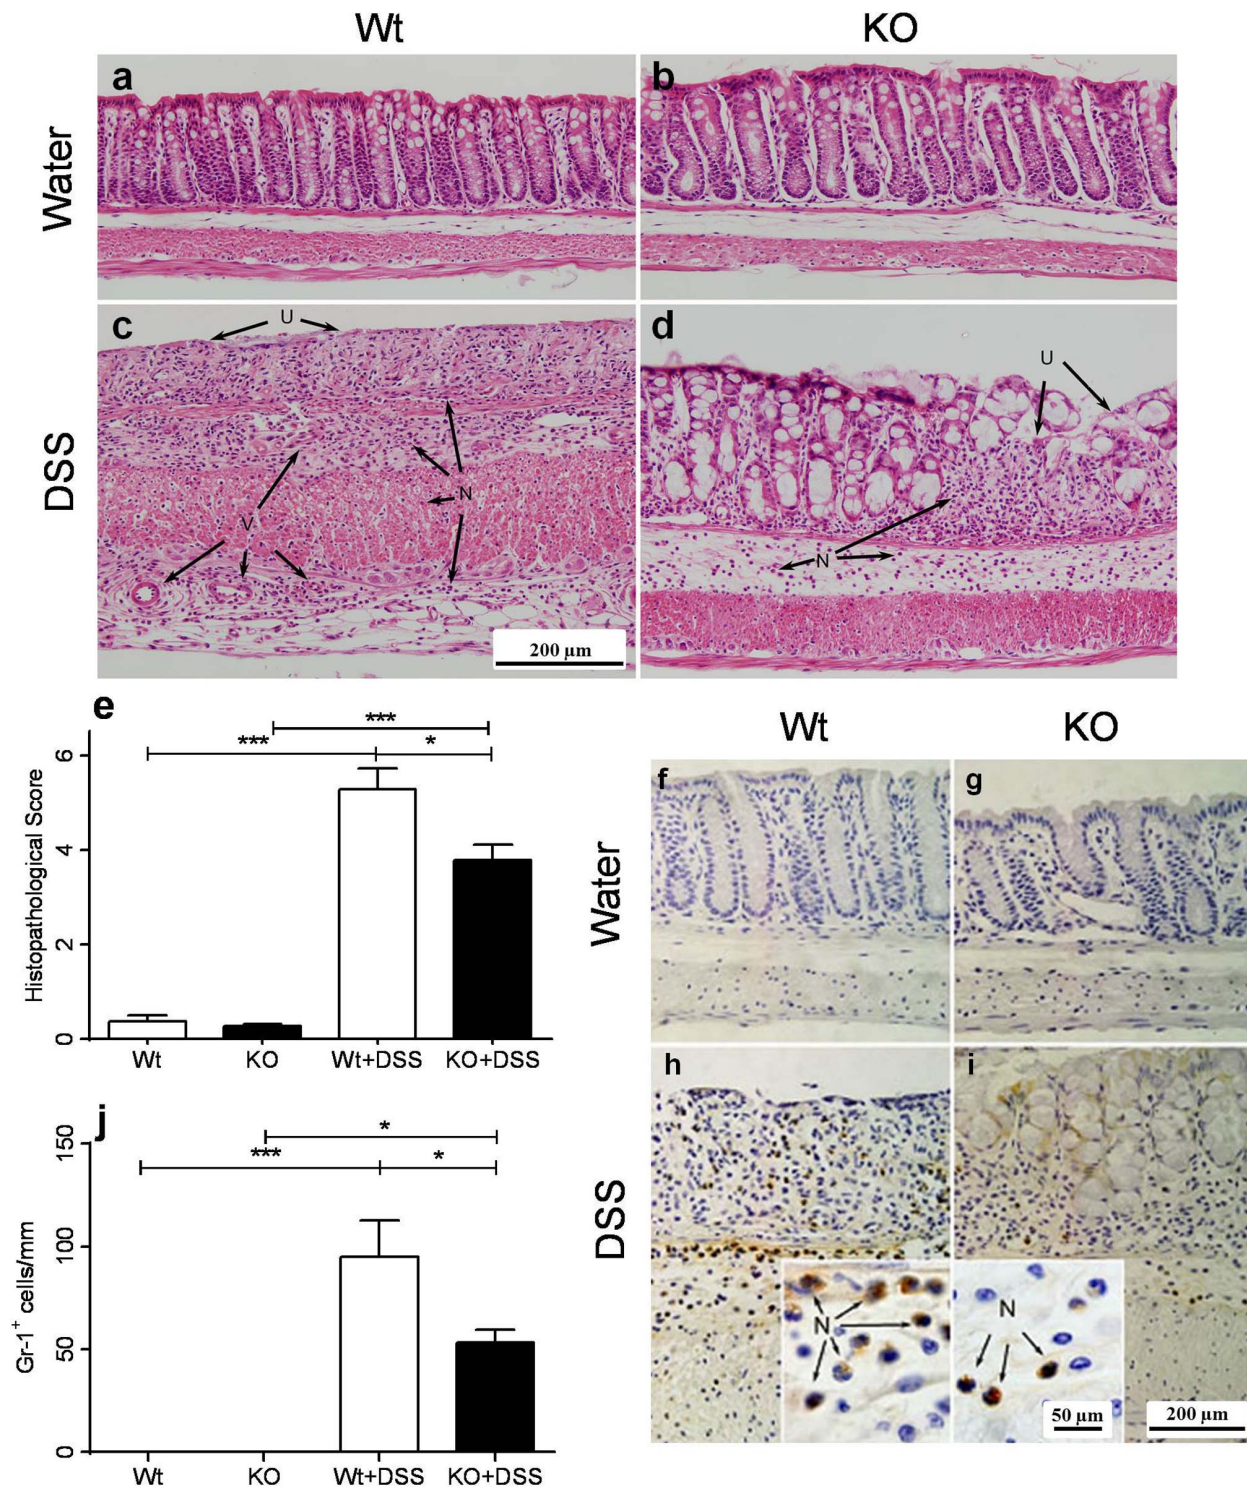 Wt KO
Water
a
b
DSS
c
U
N
V
200 µm
d
U
N
e
Histopathological Score
6
4
2
0
***
***
*
Wt KO Wt+DSS KO+DSS
j
Gr-1+ cells/mm
150
100
50
0
*
***
*
Wt KO Wt+DSS KO+DSS
Wt KO
Water
f
g
DSS
h
i
N
N
50 µm
200 µm